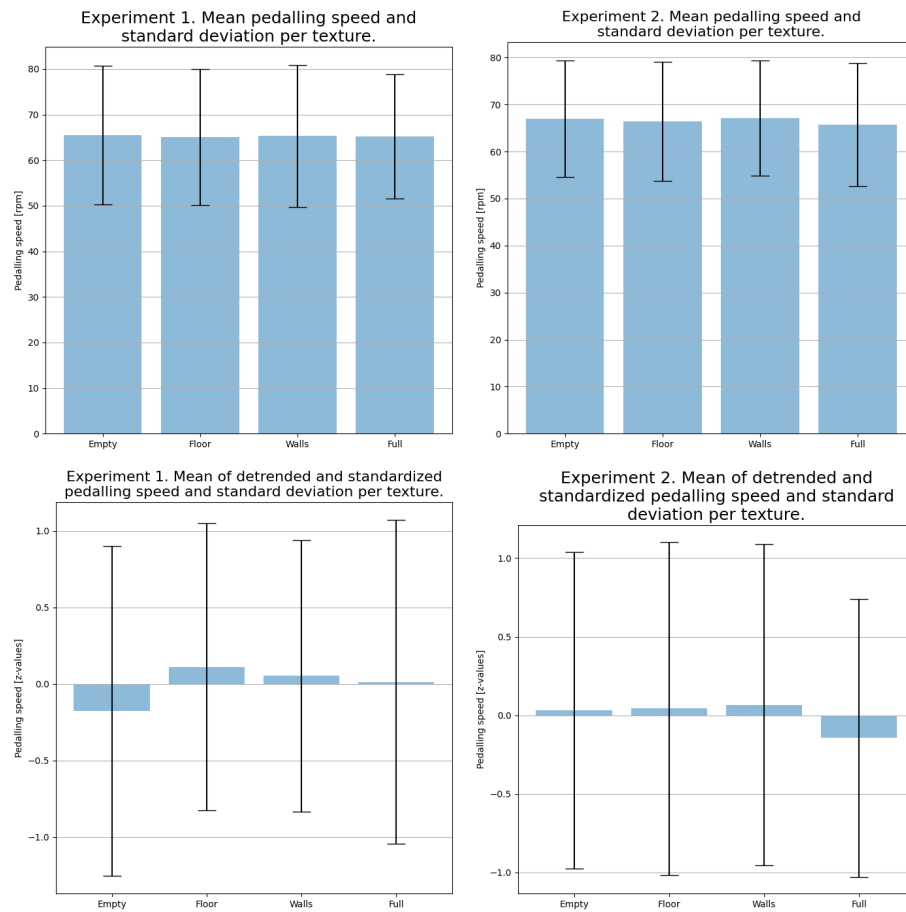 Experiment 1. Mean pedalling speed and
standard deviation per texture.
Pedalling speed [rpm]
80
70
60
50
40
30
20
10
0
Empty Floor Walls Full
Experiment 2. Mean pedalling speed and
standard deviation per texture.
Pedalling speed [rpm]
80
70
60
50
40
30
20
10
0
Empty Floor Walls Full
Experiment 1. Mean of detrended and standardized
pedalling speed and standard deviation per texture.
Pedalling speed [z-values]
1.0
0.5
0.0
−0.5
−1.0
Empty Floor Walls Full
Experiment 2. Mean of detrended and
standardized pedalling speed and standard
deviation per texture.
Pedalling speed [z-values]
1.0
0.5
0.0
−0.5
−1.0
Empty Floor Walls Full